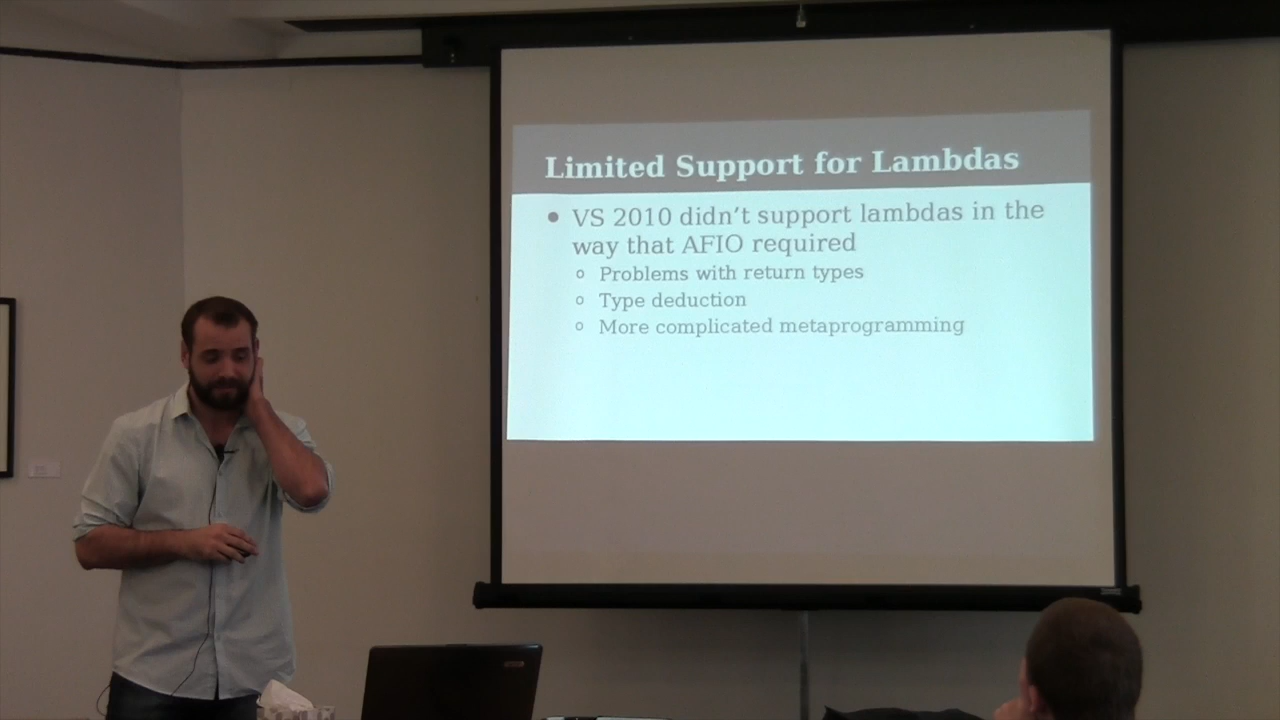 Limited Support for Lambdas
● VS 2010 didn't support lambdas in the
way that AFIO required
o Problems with return types
o Type deduction
o More complicated metaprogramming